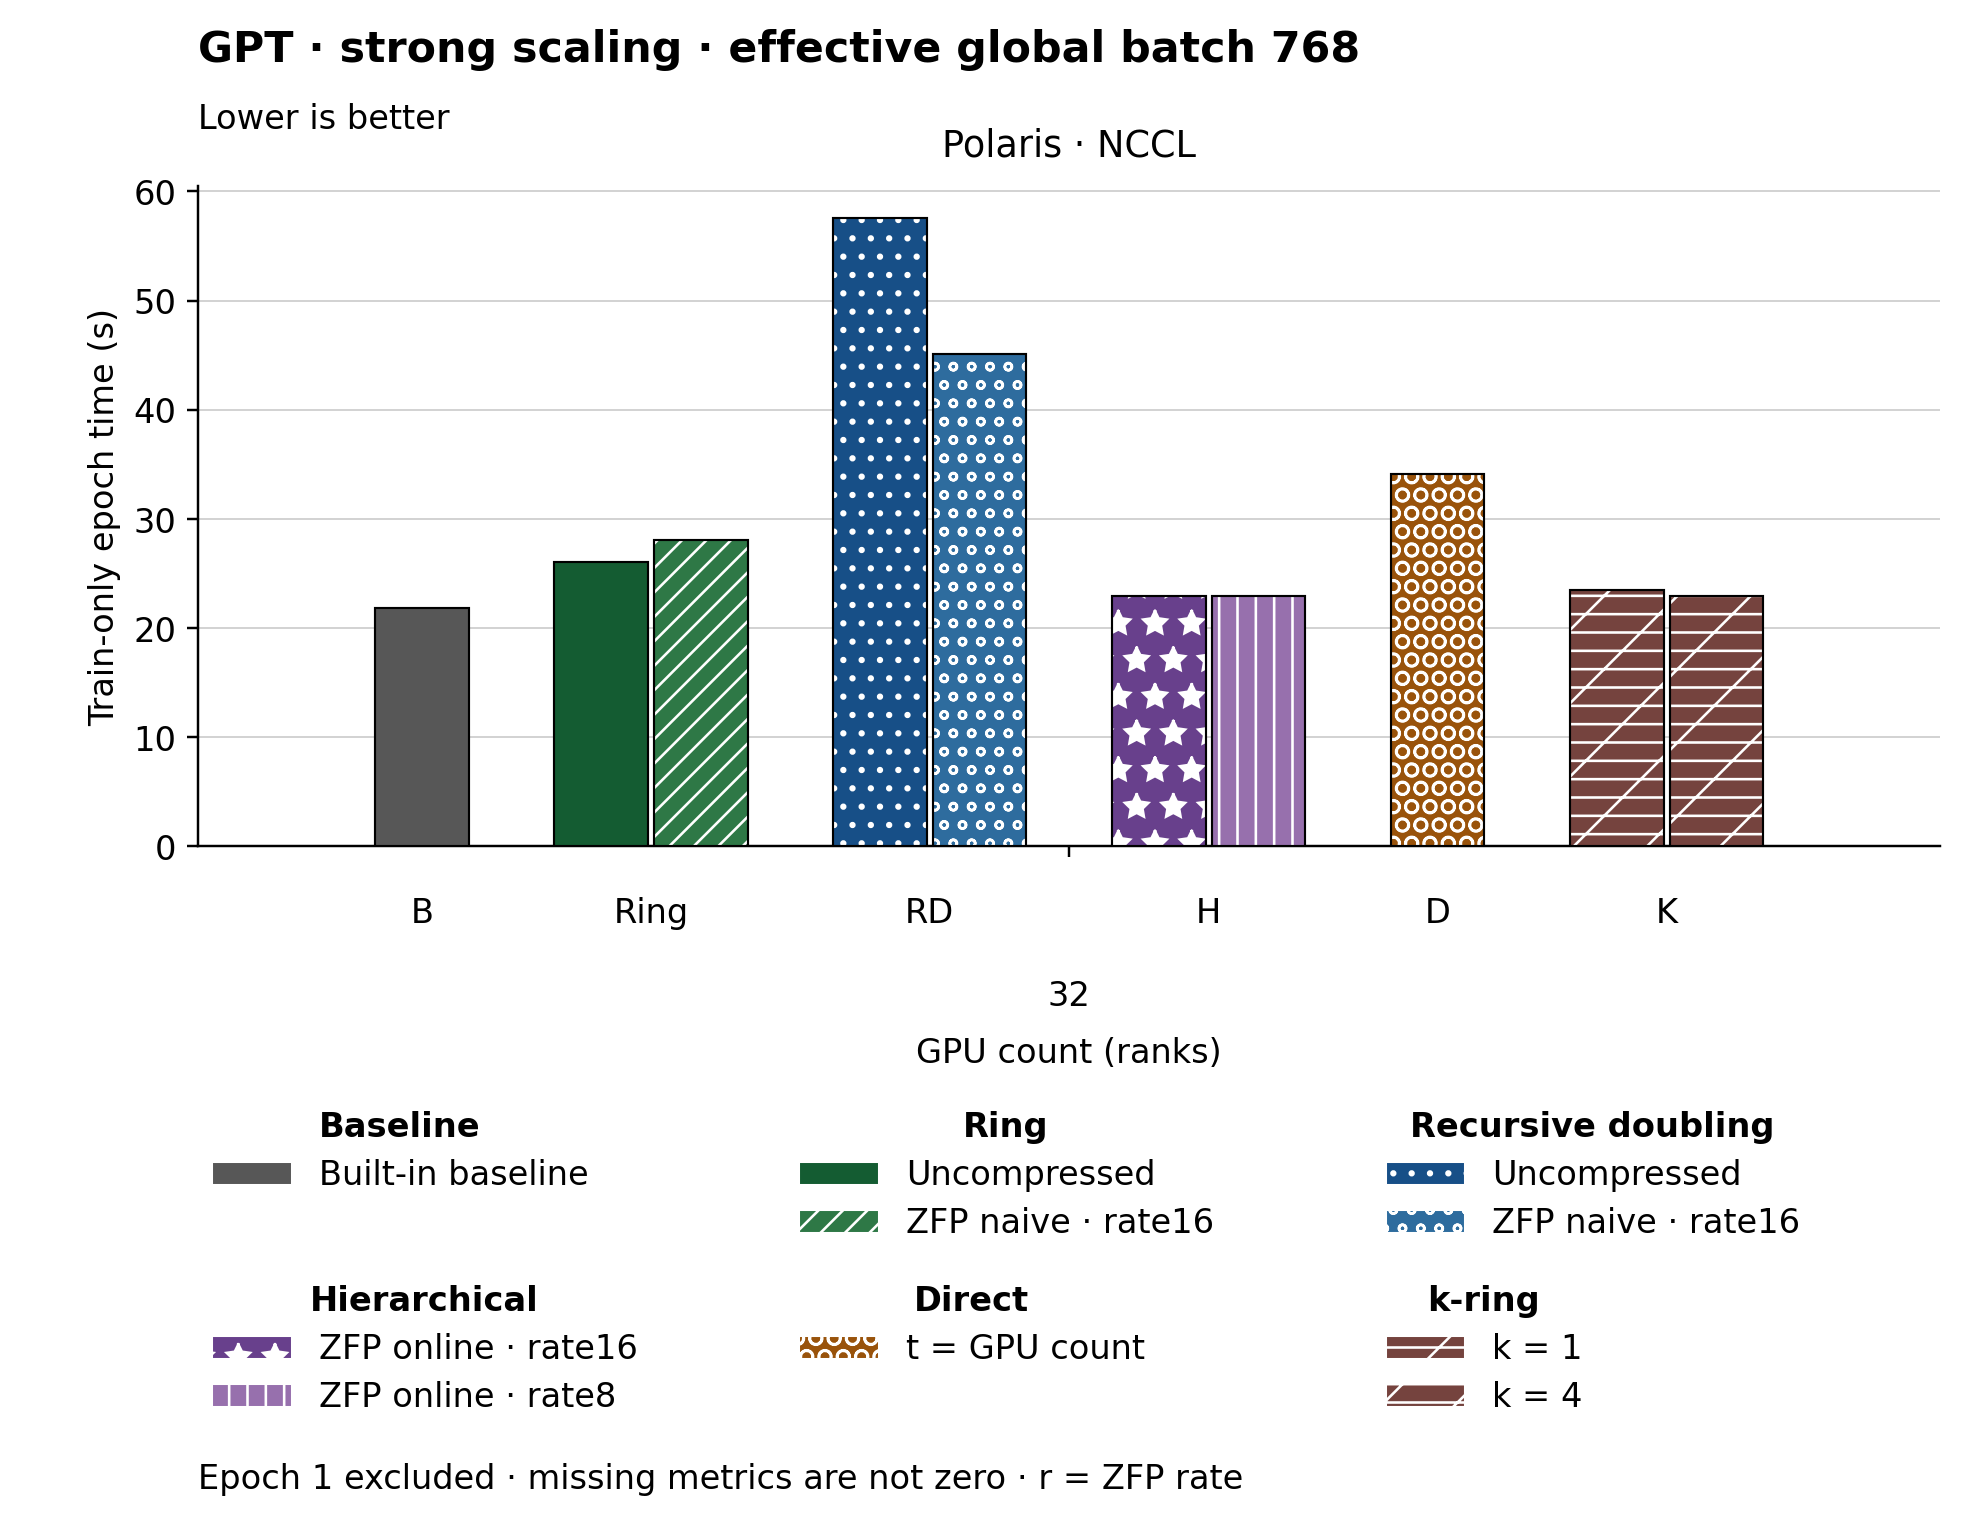 GPT · strong scaling · effective global batch 768
Lower is better
Polaris · NCCL
Train-only epoch time (s)
60
50
40
30
20
10
0
B Ring RD H D K
32
GPU count (ranks)
Baseline Ring Recursive doubling
Built-in baseline Uncompressed Uncompressed
ZFP naive · rate16 ZFP naive · rate16
Hierarchical Direct k-ring
ZFP online · rate16 t = GPU count k = 1
ZFP online · rate8 k = 4
Epoch 1 excluded · missing metrics are not zero · r = ZFP rate